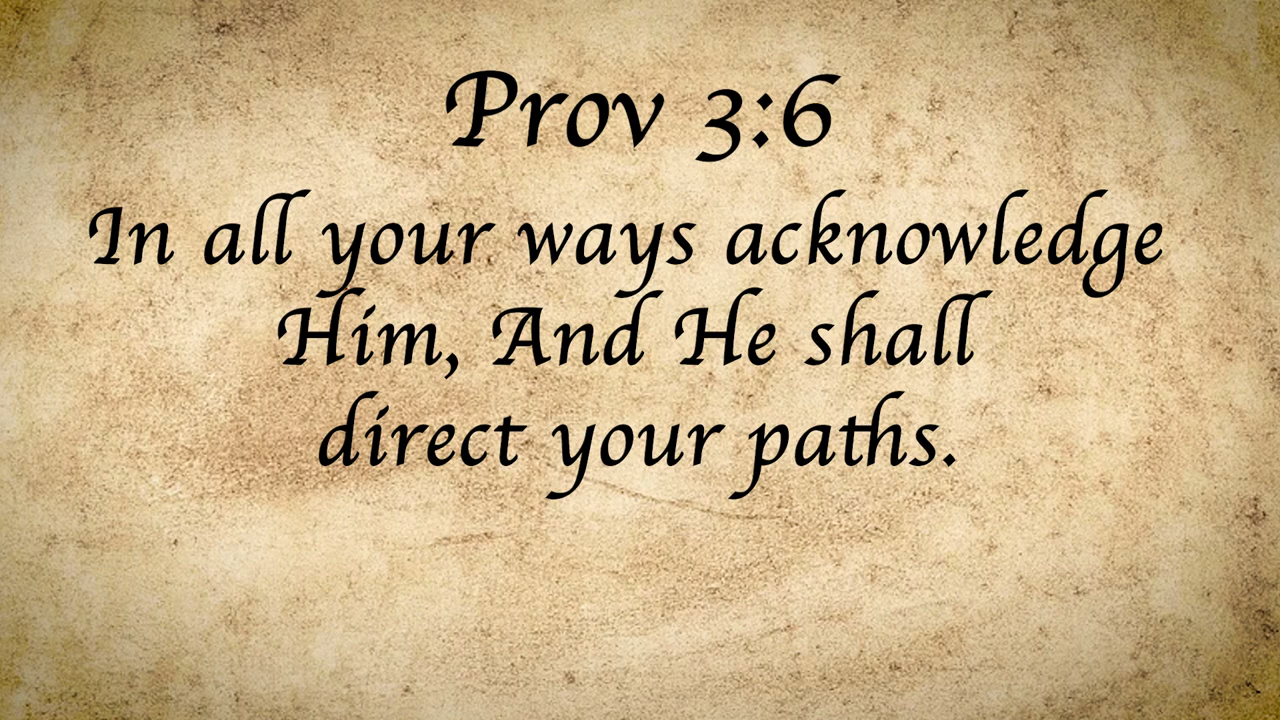 Prov 3:6
In all your ways acknowledge
Him, And He shall
direct your paths.